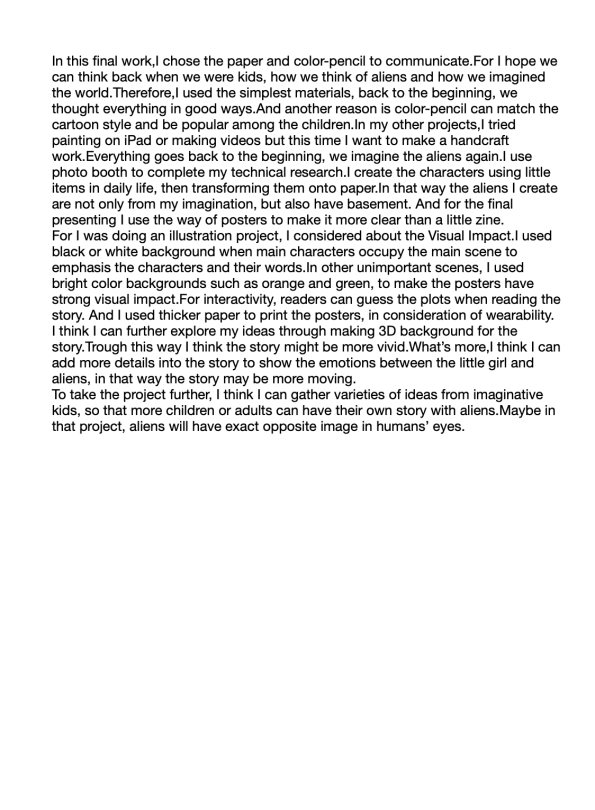 In this final work,I chose the paper and color-pencil to communicate.For I hope we
can think back when we were kids, how we think of aliens and how we imagined
the world.Therefore,I used the simplest materials, back to the beginning, we
thought everything in good ways.And another reason is color-pencil can match the
cartoon style and be popular among the children.In my other projects,I tried
painting on iPad or making videos but this time I want to make a handcraft
work.Everything goes back to the beginning, we imagine the aliens again.I use
photo booth to complete my technical research.I create the characters using little
items in daily life, then transforming them onto paper.In that way the aliens I create
are not only from my imagination, but also have basement. And for the final
presenting I use the way of posters to make it more clear than a little zine.
For I was doing an illustration project, I considered about the Visual Impact.I used
black or white background when main characters occupy the main scene to
emphasis the characters and their words.In other unimportant scenes, I used
bright color backgrounds such as orange and green, to make the posters have
strong visual impact.For interactivity, readers can guess the plots when reading the
story. And I used thicker paper to print the posters, in consideration of wearability.
I think I can further explore my ideas through making 3D background for the
story.Trough this way I think the story might be more vivid.What's more,I think I can
add more details into the story to show the emotions between the little girl and
aliens, in that way the story may be more moving.
To take the project further, I think I can gather varieties of ideas from imaginative
kids, so that more children or adults can have their own story with aliens.Maybe in
that project, aliens will have exact opposite image in humans' eyes.